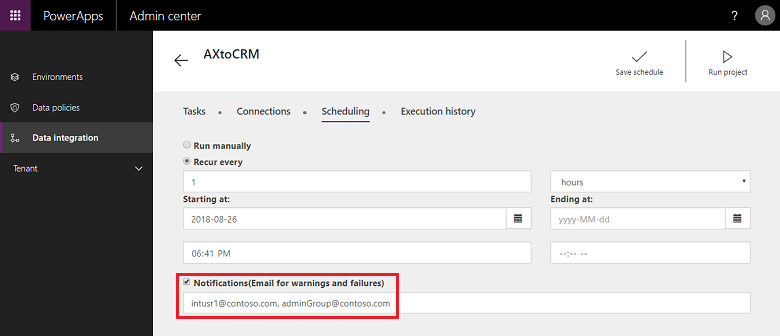 PowerApps Admin center ?
AXtoCRM
Save schedule Run project
Environments
Data policies
Data integration
Tenant
Tasks • Connections • Scheduling • Execution history
Run manually
Recur every
1 hours
Starting at: Ending at:
2018-08-26 yyyy-MM-dd
06:41 PM --:-- --
Notifications(Email for warnings and failures)
intusr1@contoso.com, adminGroup@contoso.com